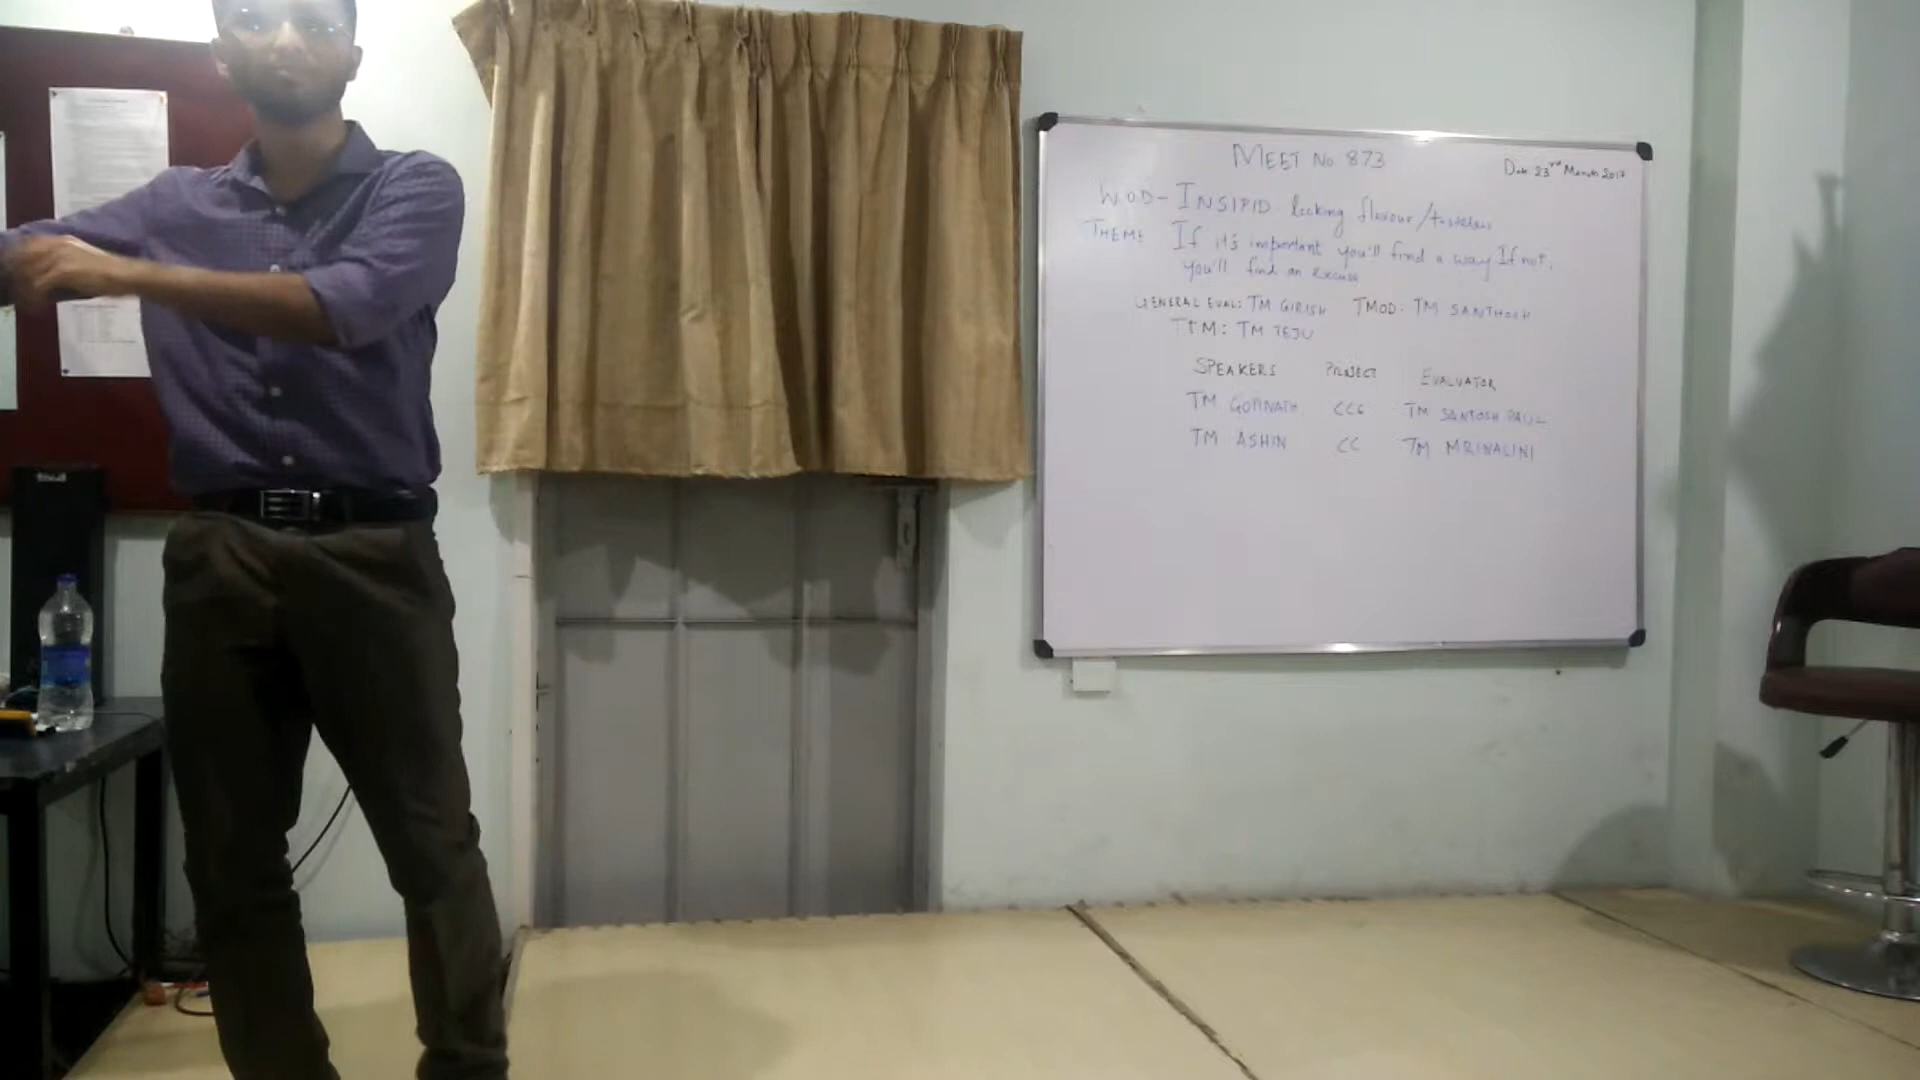 MEET No 873
Date 23rd March 2017
WOD - INSIPID lacking flavour/tasteless
THEME If it's important you'll find a way If not,
you'll find an excuse
GENERAL EVAL: TM GIRISH TMOD: TM SANTHOSH
TTM: TM TEJU
SPEAKERS PROJECT EVALUATOR
TM GOPINATH CC6 TM SANTOSH PAUL
TM ASHIN CC TM MRINALINI